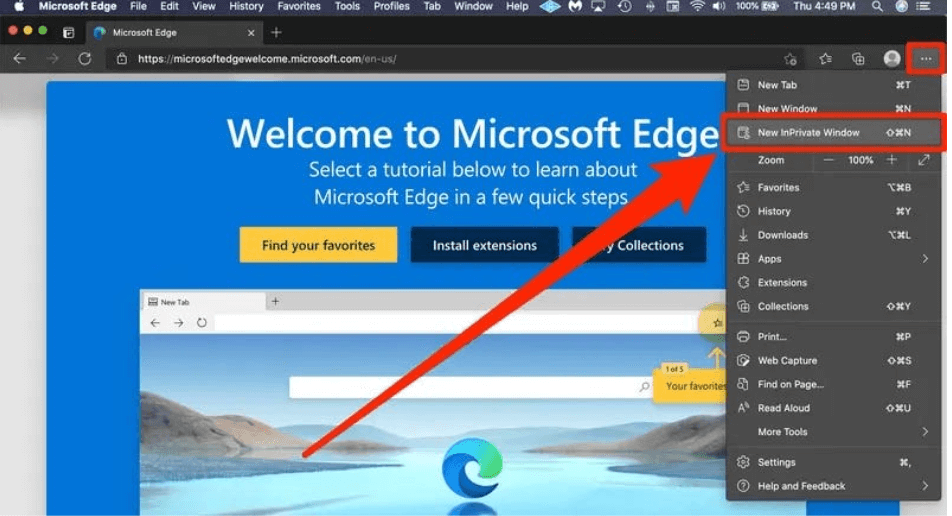 Microsoft Edge File Edit View History Favorites Tools Profiles Tab Window Help 100% Thu 4:49 PM
Microsoft Edge
https://microsoftedgewelcome.microsoft.com/en-us/
New Tab ⌘T
New Window ⌘N
New InPrivate Window ⇧⌘N
Zoom — 100% +
Favorites ⌥⌘B
History ⌘Y
Downloads ⌥⌘L
Apps
Extensions
Collections ⇧⌘Y
Print... ⌘P
Web Capture ⇧⌘S
Find on Page... ⌘F
Read Aloud ⇧⌘U
More Tools
Settings ⌘,
Help and Feedback
Welcome to Microsoft Edge
Select a tutorial below to learn about
Microsoft Edge in a few quick steps
Find your favorites
Install extensions
Collections
New Tab
1 of 5
Your favorites